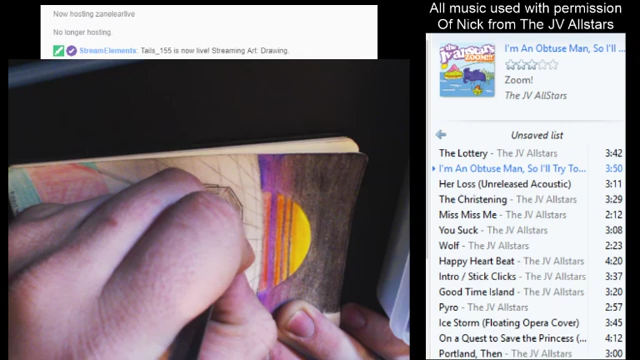 Now hosting zanelearlive
No longer hosting.
StreamElements: Tails_155 is now live! Streaming Art: Drawing.
All music used with permission
Of Nick from The JV Allstars
I'm An Obtuse Man, So I'll ...
Zoom!
The JV AllStars
Unsaved list
The Lottery - The JV Allstars 3:42
I'm An Obtuse Man, So I'll Try To... 3:50
Her Loss (Unreleased Acoustic) 3:11
The Christening - The JV Allstars 3:29
Miss Miss Me - The JV Allstars 2:12
You Suck - The JV Allstars 3:08
Wolf - The JV Allstars 2:23
Happy Heart Beat - The JV Allstars 4:20
Intro / Stick Clicks - The JV Allstars 3:37
Good Time Island - The JV Allstars 3:20
Pyro - The JV Allstars 2:57
Ice Storm (Floating Opera Cover) 3:45
On a Quest to Save the Princess (... 4:12
Portland, Then - The JV Allstars 3:00